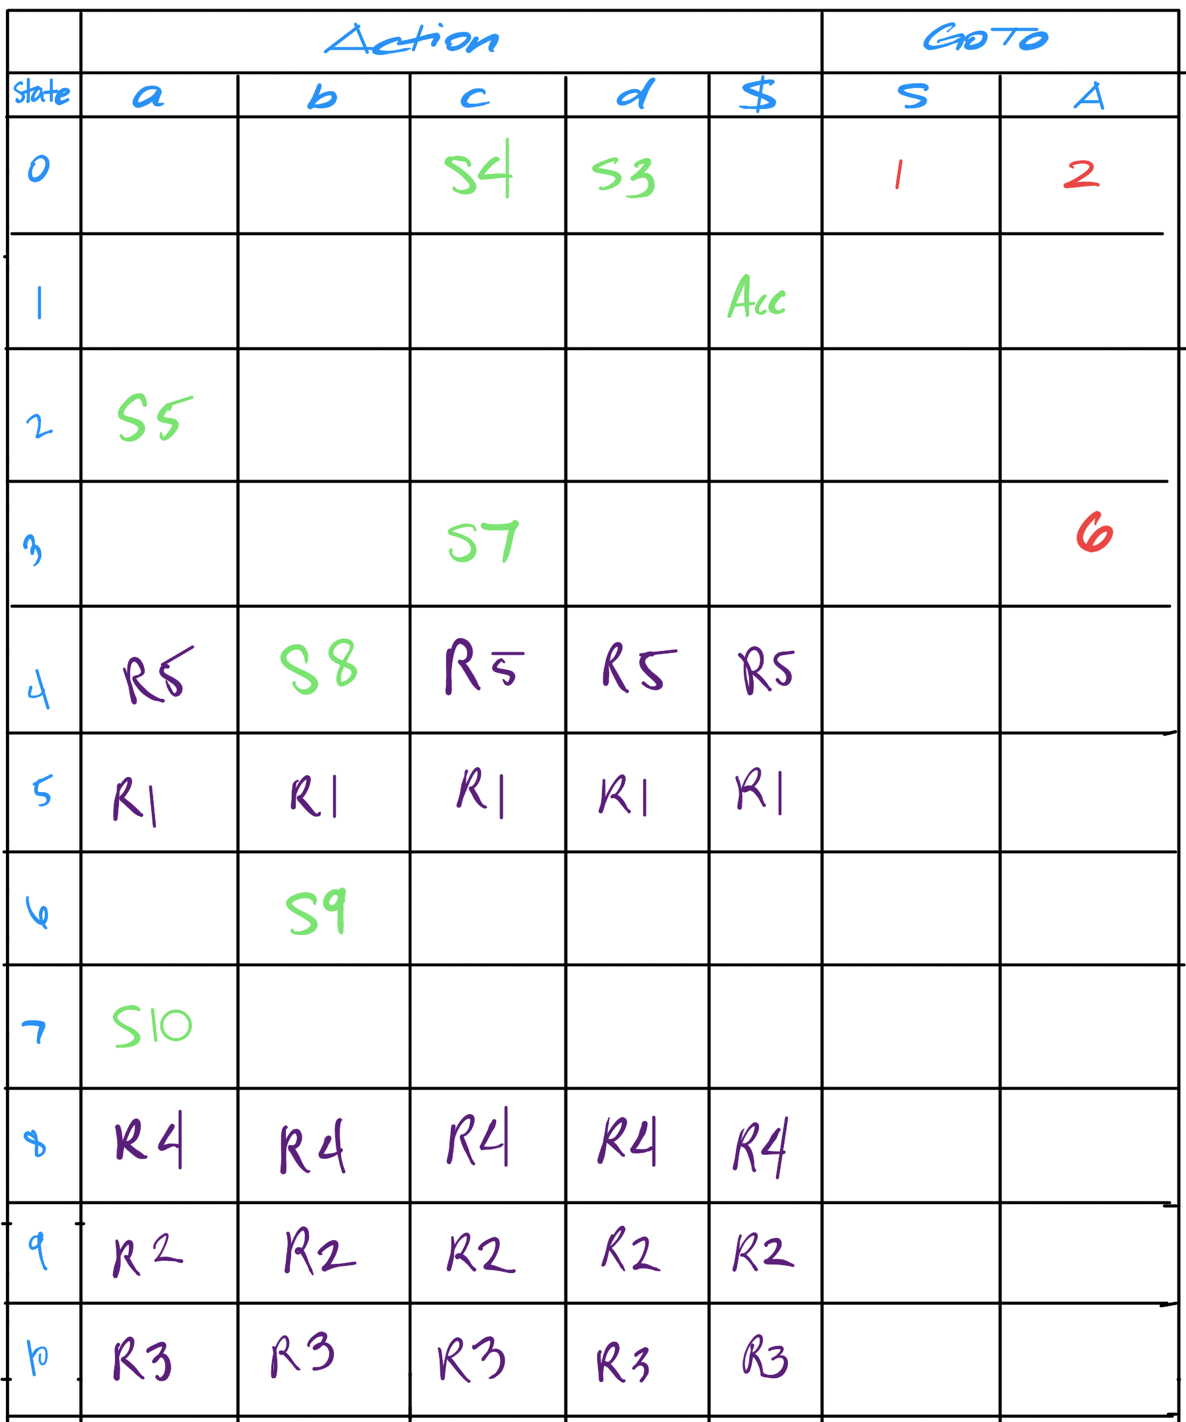 Action GOTO
State a b c d $ S A
0 S4 S3 1 2
1 Acc
2 S5
3 S7 6
4 R5 S8 R5 R5 R5
5 R1 R1 R1 R1 R1
6 S9
7 S10
8 R4 R4 R4 R4 R4
9 R2 R2 R2 R2 R2
10 R3 R3 R3 R3 R3